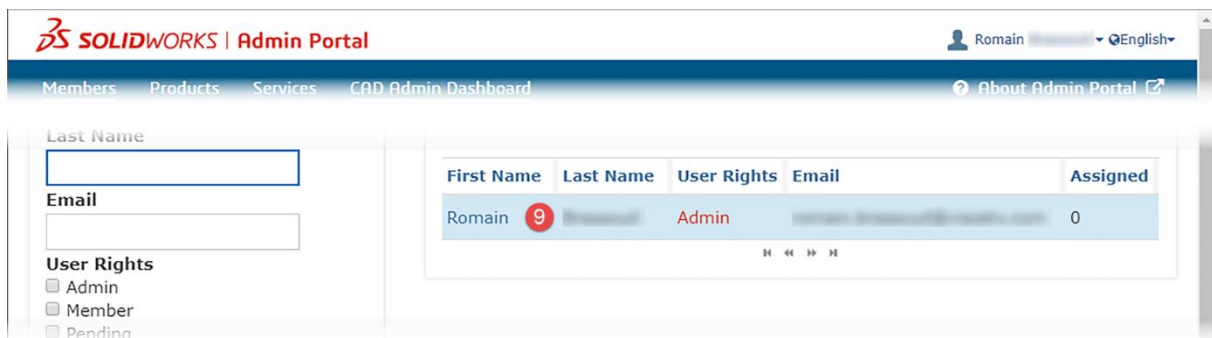 3S SOLIDWORKS | Admin Portal
Romain
English
Members Products Services CAD Admin Dashboard
? About Admin Portal
Last Name
Email
User Rights
Admin
Member
Pending
First Name Last Name User Rights Email Assigned
Romain 9 Admin 0